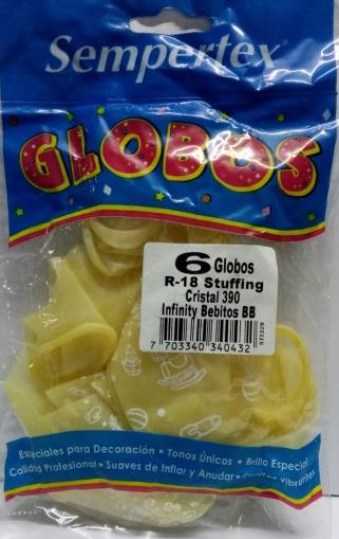 Sempertex
GLOBOS
6 Globos
R-18 Stuffing
Cristal 390
Infinity Bebitos BB
7 703340 340432
Especiales para Decoración • Tonos Únicos • Brillo Especial
Calidad Profesional • Suaves de Inflar y Anudar •